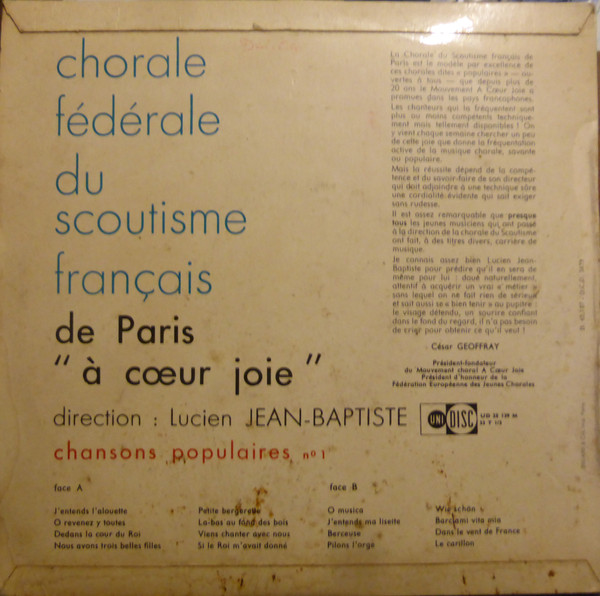 chorale
fédérale
du
scoutisme
français
de Paris
" à cœur joie "
direction : Lucien JEAN-BAPTISTE
chansons populaires nº 1
La Chorale du Scoutisme français de
Paris est le modèle par excellence de
ces chorales dites « populaires » — ou-
vertes à tous — que depuis plus de
20 ans le Mouvement A Cœur Joie a
promues dans les pays francophones.
Les chanteurs qui la fréquentent sont
plus ou moins compétents technique-
ment mais tellement disponibles ! On
y vient chaque semaine chercher un peu
de cette joie que donne la fréquentation
active de la musique chorale, savante
ou populaire.
Mais la réussite dépend de la compé-
tence et du savoir-faire de son directeur
qui doit adjoindre à une technique sûre
une cordialité évidente qui sait exiger
sans rudesse.
Il est assez remarquable que presque
tous les jeunes musiciens qui ont passé
à la direction de la chorale du Scoutisme
ont fait, à des titres divers, carrière de
musique.
Je connais assez bien Lucien Jean-
Baptiste pour prédire qu'il en sera de
même pour lui : doué naturellement,
attentif à acquérir un vrai « métier »
sans lequel on ne fait rien de sérieux
et sait aussi se « bien tenir » au pupitre :
le visage détendu, un sourire confiant
dans le fond du regard, il n'a pas besoin
de crier pour obtenir ce qu'il veut !
César GEOFFRAY
Président-fondateur
du Mouvement choral A Cœur Joie
Président d'honneur de la
Fédération Européenne des Jeunes Chorales
UNI DISC
33 T
face A
J'entends l'alouette
O revenez y toutes
Dedans la cour du Roi
Nous avons trois belles filles
Petite bergerette
La-bas au fond des bois
Viens chanter avec nous
Si le Roi m'avait donné
face B
O musica
J'entends ma lisette
Berceuse
Pilons l'orge
Wie schön
Barciami vita mia
Dans le vent de France
Le carillon